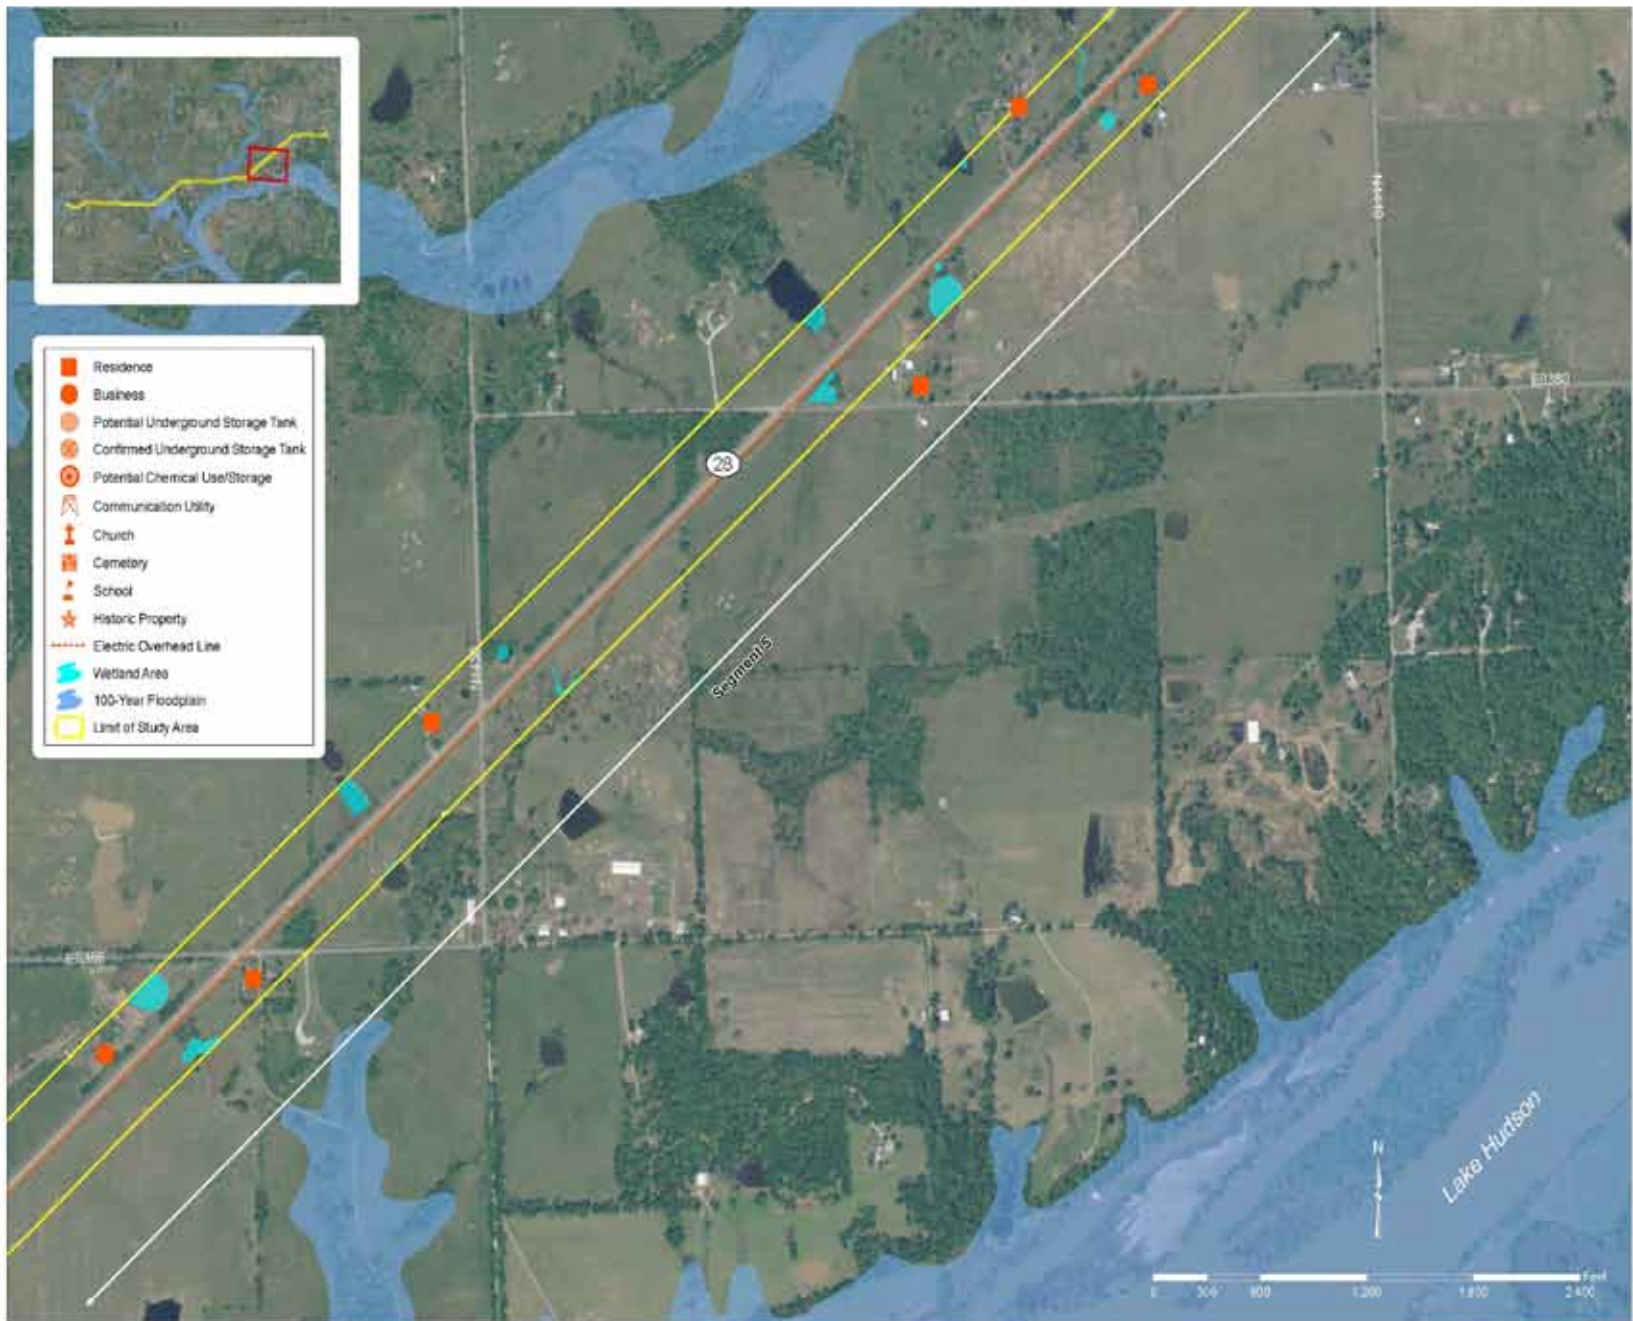 Residence
Business
Potential Underground Storage Tank
Confirmed Underground Storage Tank
Potential Chemical Use/Storage
Communication Utility
Church
Cemetery
School
Historic Property
Electric Overhead Line
Wetland Area
100-Year Floodplain
Limit of Study Area
E0380
28
Segment 5
Lake Hudson
N
Feet
0 300 600 1,200 1,800 2,400